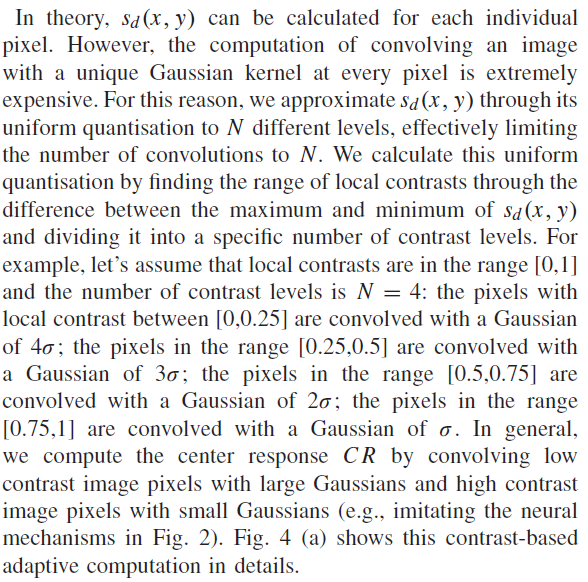 In theory, sd(x, y) can be calculated for each individual
pixel. However, the computation of convolving an image
with a unique Gaussian kernel at every pixel is extremely
expensive. For this reason, we approximate sd(x, y) through its
uniform quantisation to N different levels, effectively limiting
the number of convolutions to N. We calculate this uniform
quantisation by finding the range of local contrasts through the
difference between the maximum and minimum of sd(x, y)
and dividing it into a specific number of contrast levels. For
example, let's assume that local contrasts are in the range [0,1]
and the number of contrast levels is N = 4: the pixels with
local contrast between [0,0.25] are convolved with a Gaussian
of 4σ; the pixels in the range [0.25,0.5] are convolved with
a Gaussian of 3σ; the pixels in the range [0.5,0.75] are
convolved with a Gaussian of 2σ; the pixels in the range
[0.75,1] are convolved with a Gaussian of σ. In general,
we compute the center response CR by convolving low
contrast image pixels with large Gaussians and high contrast
image pixels with small Gaussians (e.g., imitating the neural
mechanisms in Fig. 2). Fig. 4 (a) shows this contrast-based
adaptive computation in details.